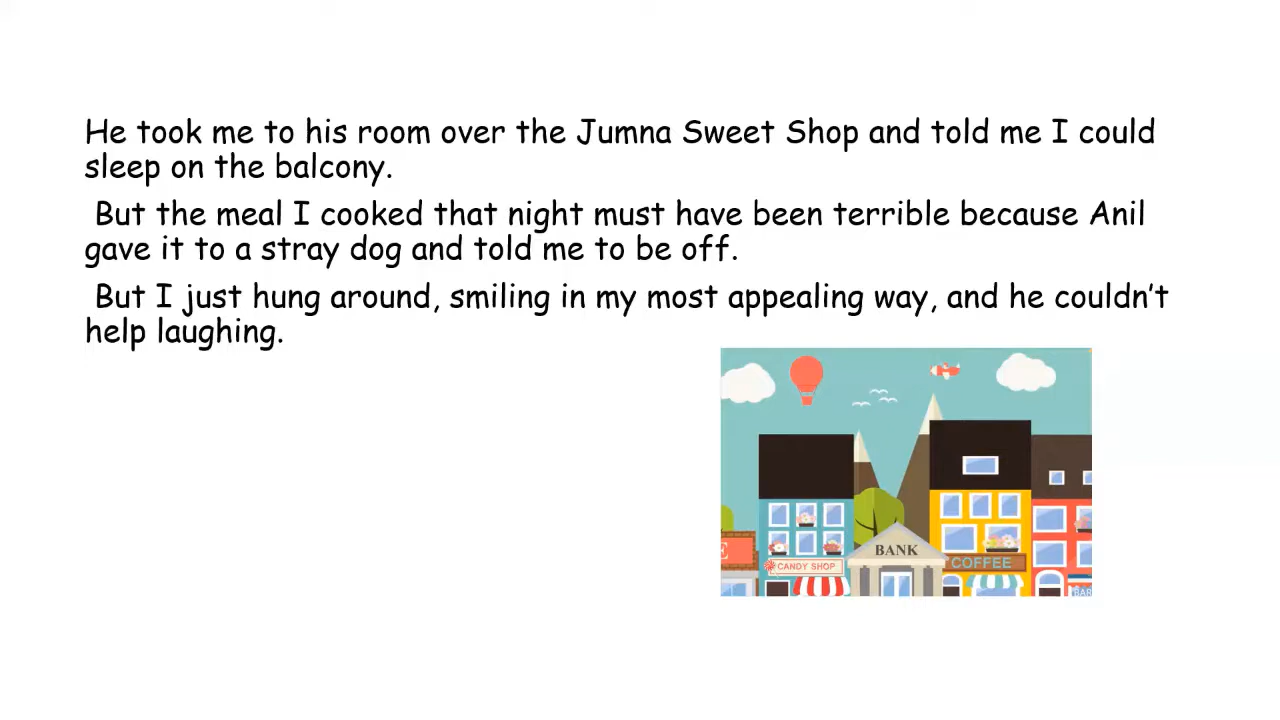 He took me to his room over the Jumna Sweet Shop and told me I could
sleep on the balcony.
But the meal I cooked that night must have been terrible because Anil
gave it to a stray dog and told me to be off.
But I just hung around, smiling in my most appealing way, and he couldn’t
help laughing.
BANK
E
CANDY SHOP
COFFEE
BAR